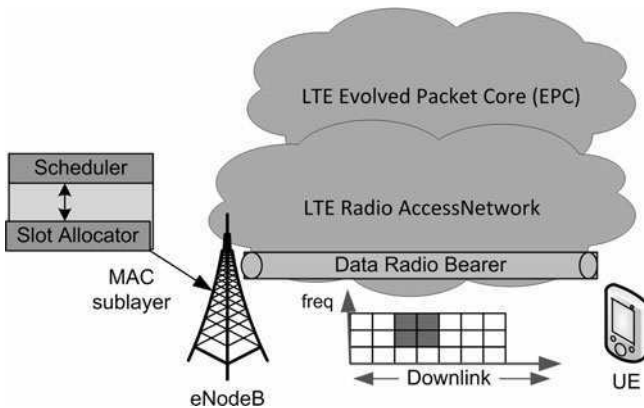 LTE Evolved Packet Core (EPC)
Scheduler
LTE Radio AccessNetwork
Slot Allocator
Data Radio Bearer
MAC
sublayer
freq
Downlink
UE
eNodeB